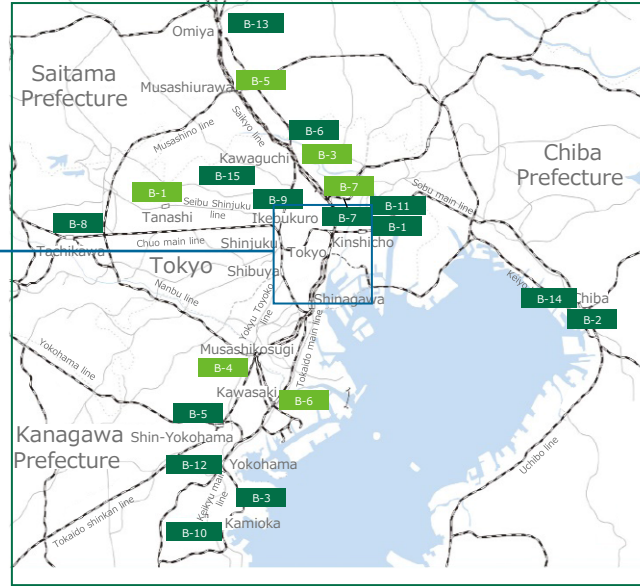 B-13
Omiya
Saitama
Prefecture
B-5
Musashiurawa
Saikyo line
Musashino line
B-6
Kawaguchi
B-3
B-15
Chiba
Prefecture
B-1
B-7
B-9
Seibu Shinjuku
line
Tanashi
Ikebukuro
B-7
B-11
Sobu main line
B-8
B-1
Tachikawa
Chuo main line
Shinjuku
Kinshicho
Tokyo
Tokyo
Shibuya
Nanbu line
Keiyo
B-14
Chiba
B-2
Shinagawa
Yokyu Toyoko
line
Tokaido main line
Yokohama line
Musashikosugi
B-4
Kawasaki
B-6
B-5
Kanagawa
Prefecture
Shin-Yokohama
B-12
Yokohama
Uchibo line
Keikyu main
line
B-3
Kamioka
Tokaido shinkan line
B-10